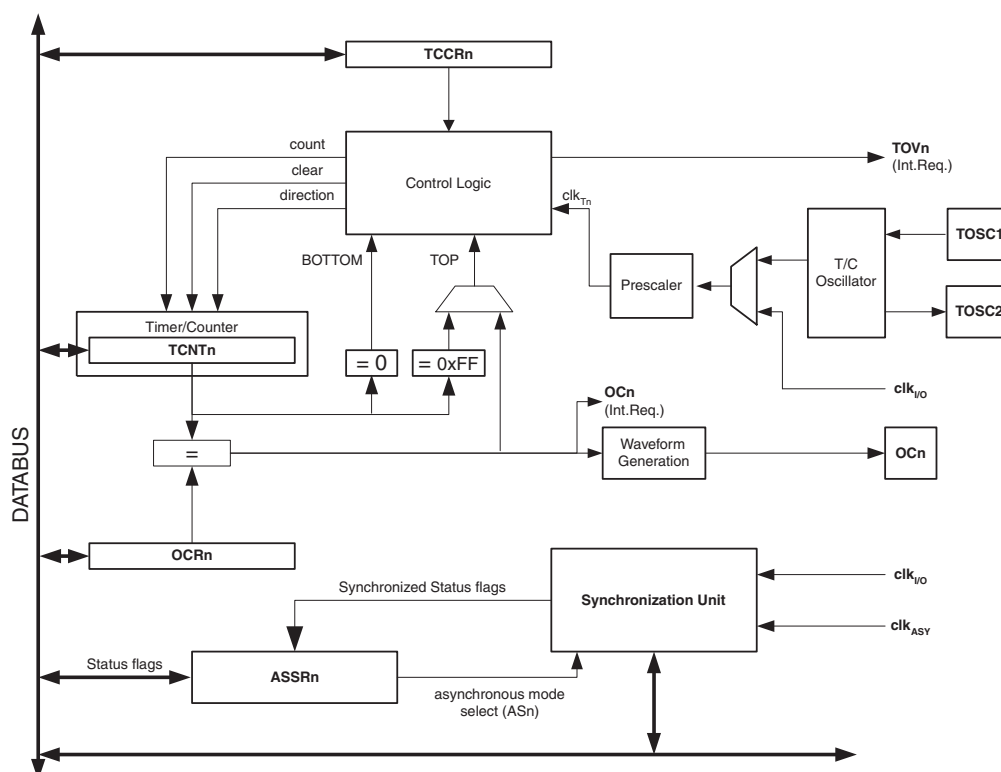 TCCRn
count
clear
direction
Control Logic
TOVn
(Int.Req.)
clkTn
BOTTOM
TOP
Prescaler
T/C
Oscillator
TOSC1
TOSC2
Timer/Counter
TCNTn
= 0
= 0xFF
clkI/O
OCn
(Int.Req.)
=
Waveform
Generation
OCn
DATABUS
OCRn
Synchronized Status flags
Synchronization Unit
clkI/O
clkASY
Status flags
ASSRn
asynchronous mode
select (ASn)